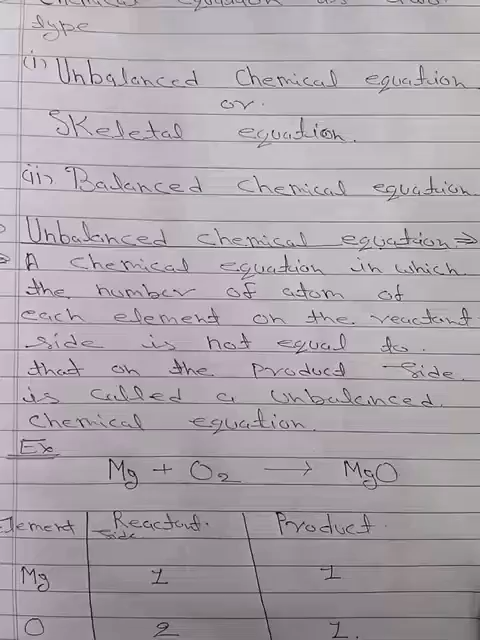 chemical equation
type
(i) Unbalanced chemical equation
or
Skeletal equation.
(ii) Balanced chemical equation.
Unbalanced chemical equation ⇒
A chemical equation in which
the number of atom of
each element on the reactant
side is not equal to
that on the product side.
is called a unbalanced
chemical equation.
Ex
Mg + O₂ → MgO
Element Reactant side Product
Mg 1 1
O 2 1.